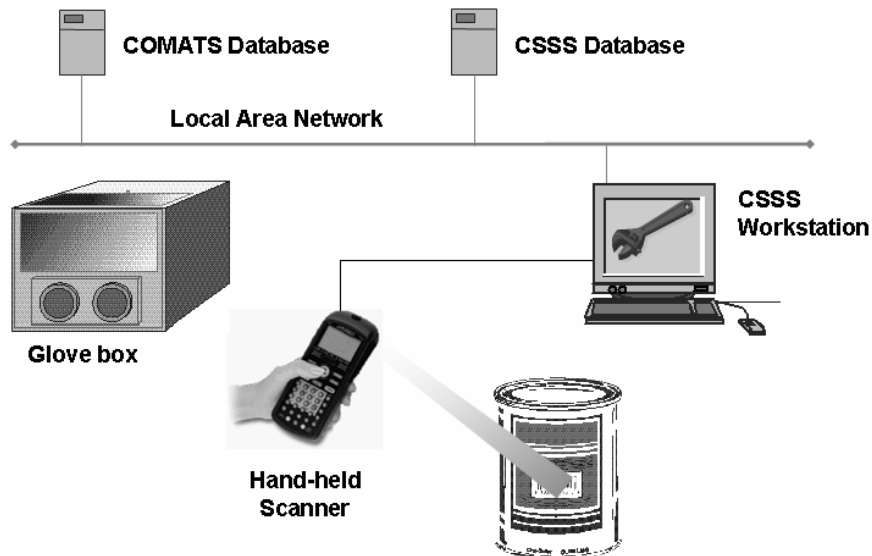 COMATS Database
CSSS Database
Local Area Network
CSSS
Workstation
Glove box
Hand-held
Scanner